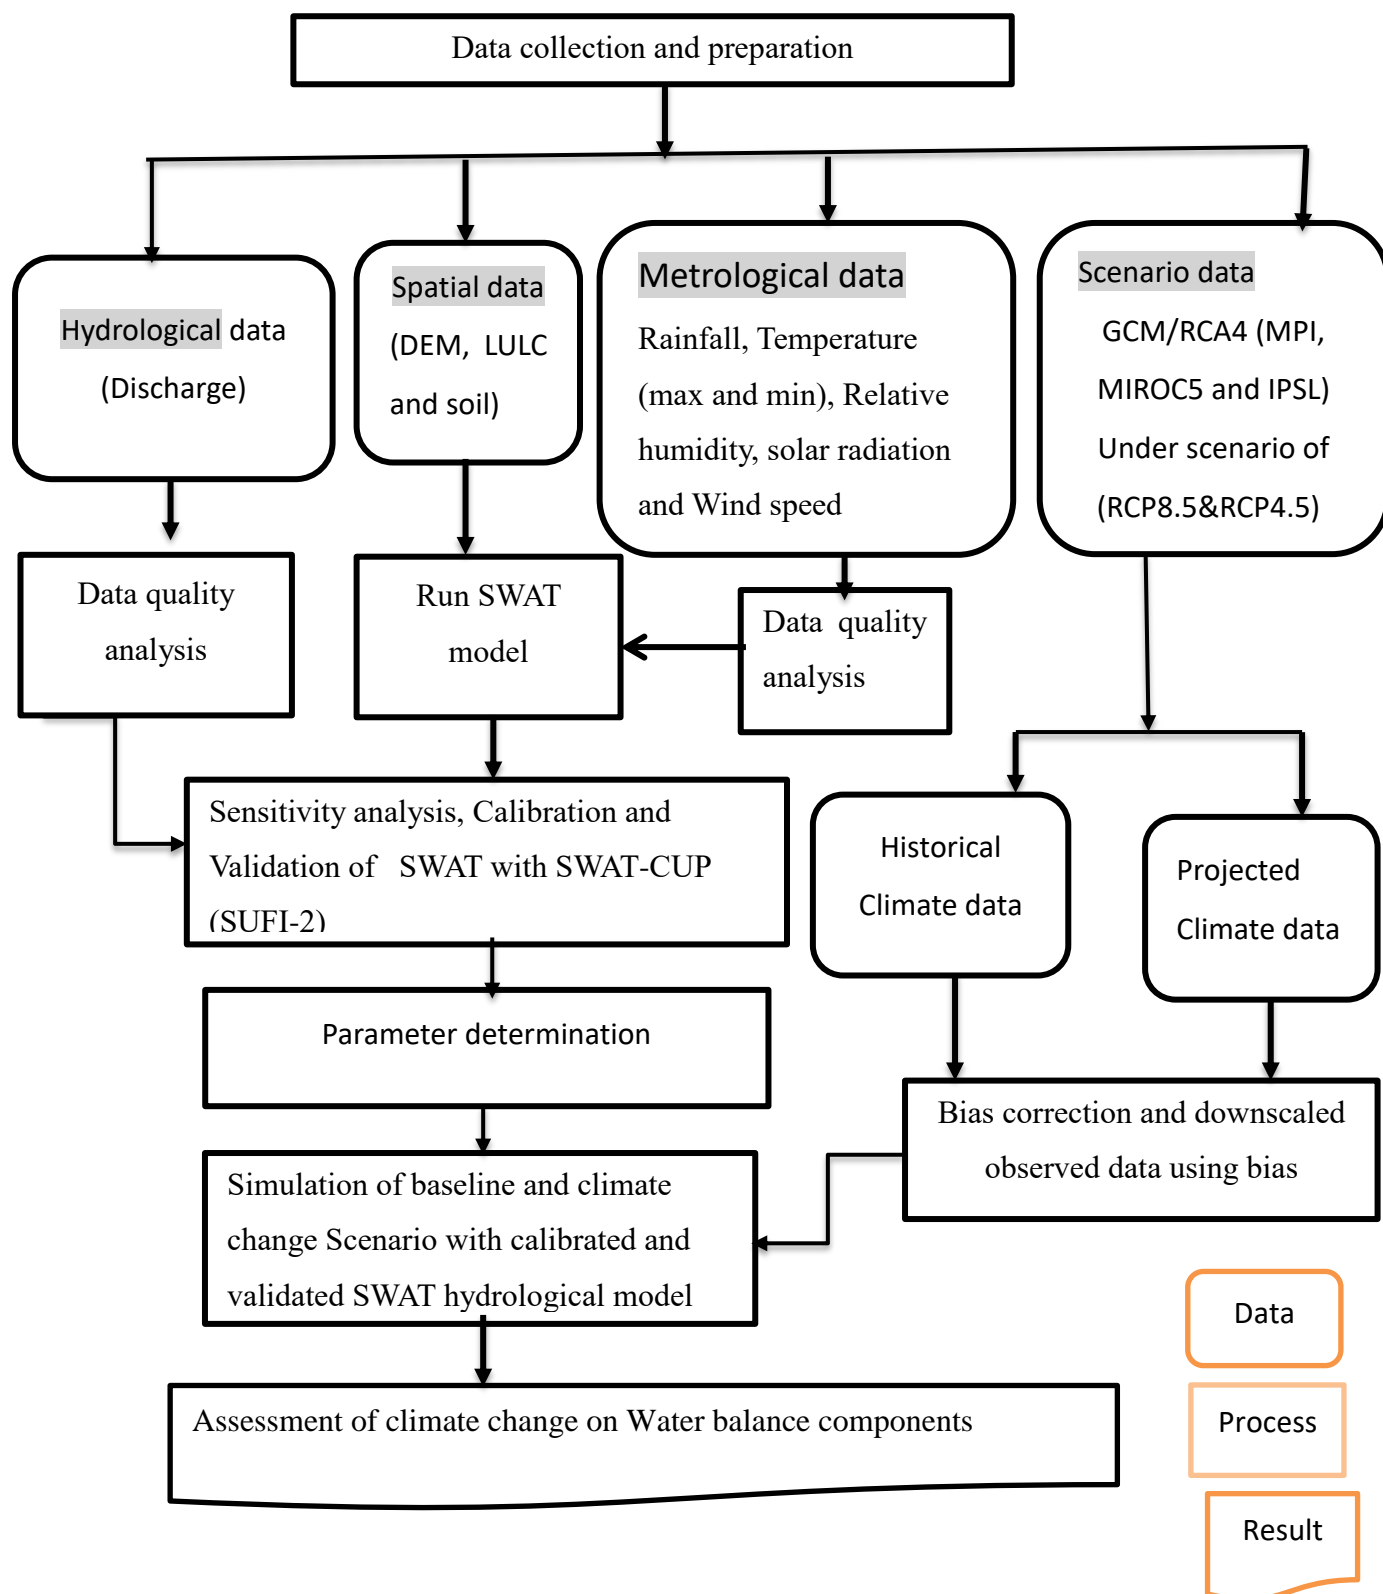 Data collection and preparation
Hydrological data
(Discharge)
Spatial data
(DEM, LULC
and soil)
Metrological data
Rainfall, Temperature
(max and min), Relative
humidity, solar radiation
and Wind speed
Scenario data
GCM/RCA4 (MPI,
MIROC5 and IPSL)
Under scenario of
(RCP8.5&RCP4.5)
Data quality
analysis
Run SWAT
model
Data quality
analysis
Sensitivity analysis, Calibration and
Validation of SWAT with SWAT-CUP
(SUFI-2)
Historical
Climate data
Projected
Climate data
Parameter determination
Bias correction and downscaled
observed data using bias
Simulation of baseline and climate
change Scenario with calibrated and
validated SWAT hydrological model
Assessment of climate change on Water balance components
Data
Process
Result